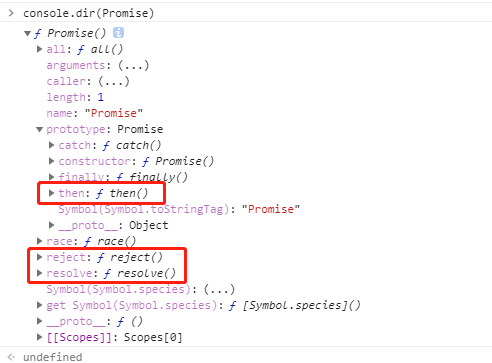 > console.dir(Promise)
▼ ƒ Promise() i
▶ all: ƒ all()
arguments: (...)
caller: (...)
length: 1
name: "Promise"
▼ prototype: Promise
▶ catch: ƒ catch()
▶ constructor: ƒ Promise()
▶ finally: ƒ finally()
▶ then: ƒ then()
Symbol(Symbol.toStringTag): "Promise"
▶ __proto__: Object
▶ race: ƒ race()
▶ reject: ƒ reject()
▶ resolve: ƒ resolve()
Symbol(Symbol.species): (...)
▶ get Symbol(Symbol.species): ƒ [Symbol.species]()
▶ __proto__: ƒ ()
▶ [[Scopes]]: Scopes[0]
undefined